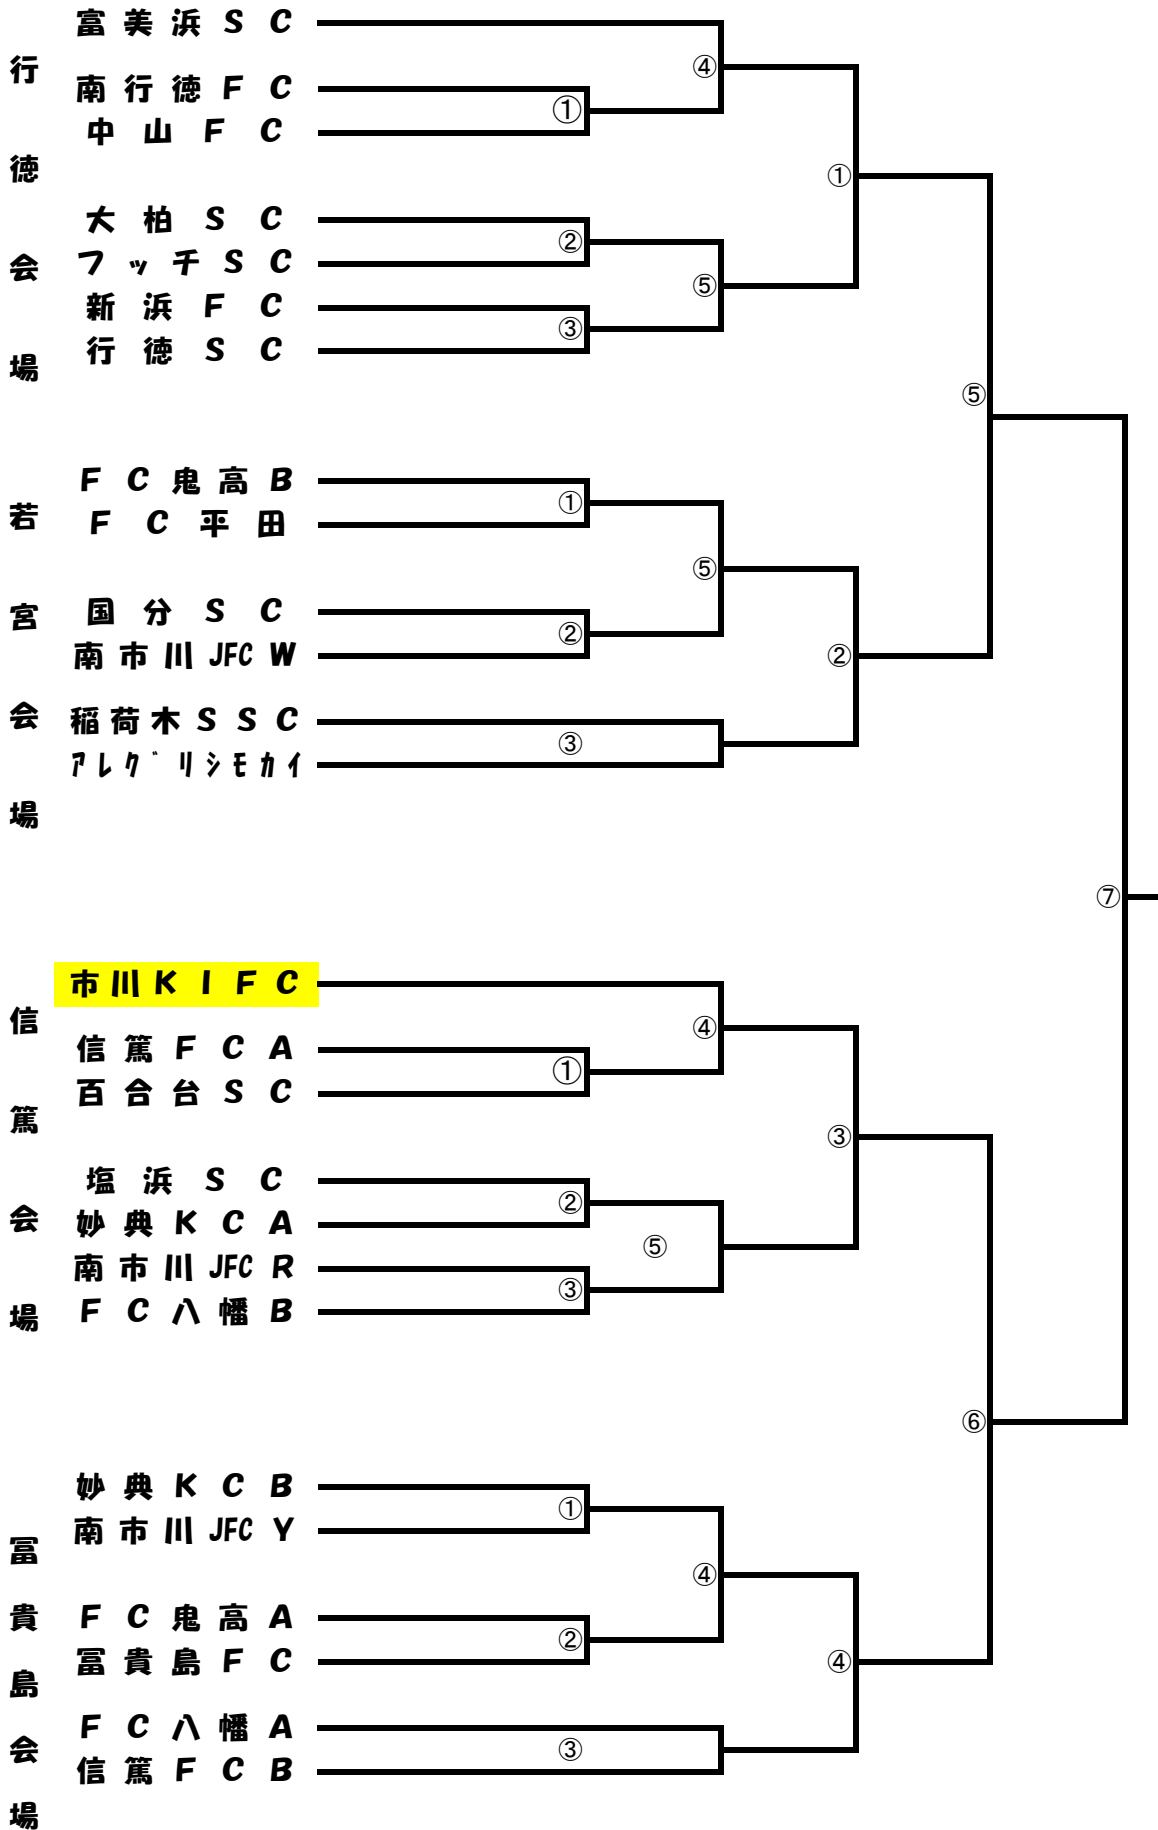 行徳会場
富美浜SC
④
南行徳FC
①
中山FC
①
大柏SC
②
フッチSC
⑤
新浜FC
③
行徳SC
⑤
若宮会場
FC鬼高B
①
FC平田
⑤
国分SC
②
南市川JFCW
②
稲荷木SSC
③
ｱﾚｸﾞﾘｼﾓｶｲ
⑦
信篤会場
市川KIFC
④
信篤FCA
①
百合台SC
③
塩浜SC
②
妙典KCA
⑤
南市川JFCR
③
FC八幡B
⑥
冨貴島会場
妙典KCB
①
南市川JFCY
④
FC鬼高A
②
冨貴島FC
④
FC八幡A
③
信篤FCB